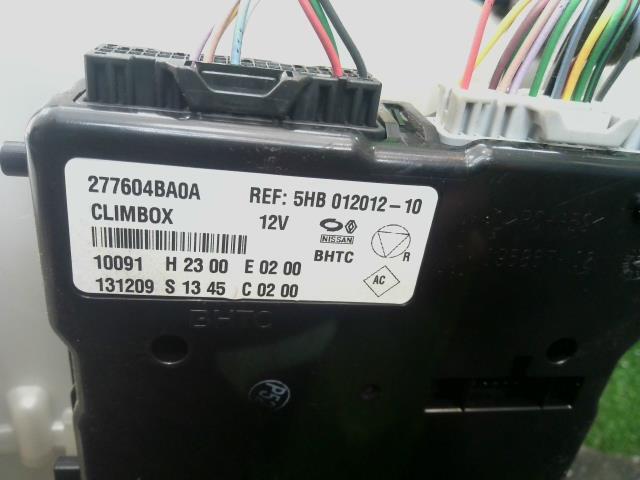 277604BA0A REF: 5HB 012012-10
CLIMBOX 12V
NISSAN
BHTC R
10091 H 23 00 E 02 00
AC
131209 S 13 45 C 02 00
BHTC